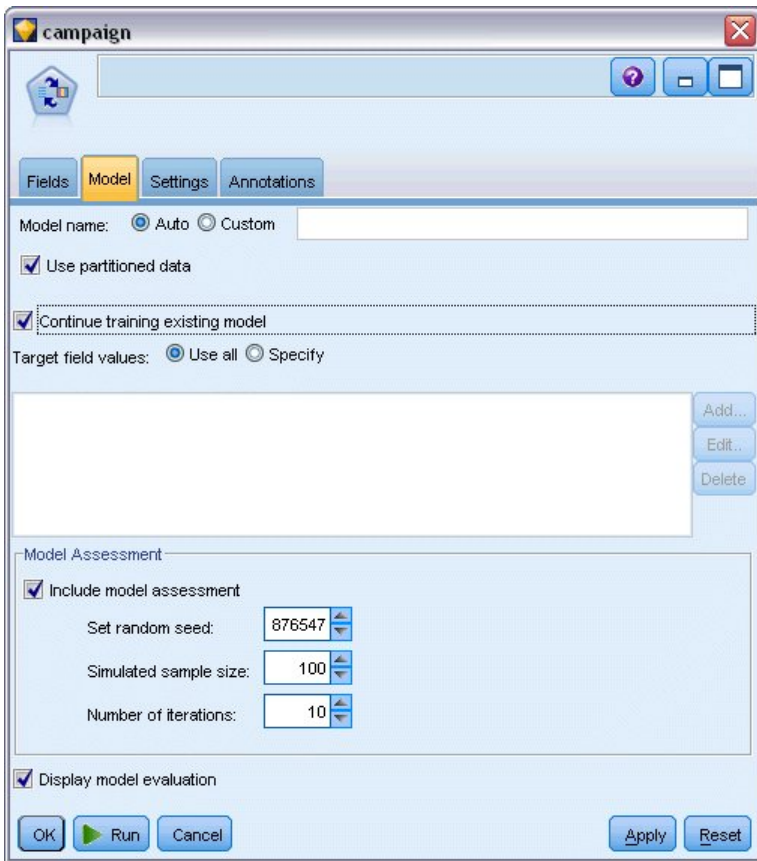 campaign
Fields Model Settings Annotations
Model name: Auto Custom
Use partitioned data
Continue training existing model
Target field values: Use all Specify
Add...
Edit..
Delete
Model Assessment
Include model assessment
Set random seed: 876547
Simulated sample size: 100
Number of iterations: 10
Display model evaluation
OK Run Cancel Apply Reset